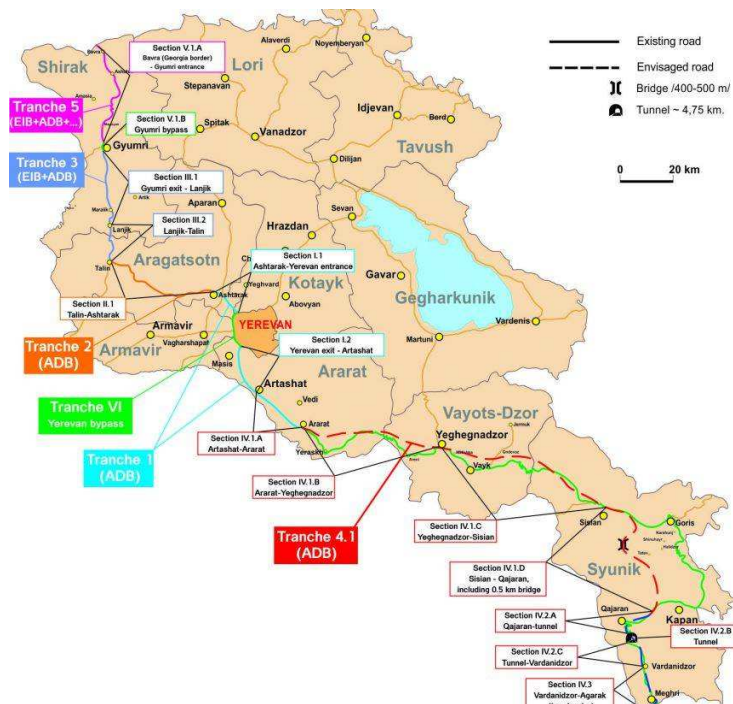 Bavra
Shirak
Section V.1.A
Bavra (Georgia border)
- Gyumri entrance
Alaverdi
Noyemberyan
Lori
Stepanavan
Amasia
Tranche 5
(EIB+ADB+...)
Section V.1.B
Gyumri bypass
Spitak
Vanadzor
Idjevan
Berd
Tavush
Dilijan
Gyumri
Tranche 3
(EIB+ADB)
Section III.1
Gyumri exit - Lanjik
Artik
Maralik
Aparan
Lanjik
Section III.2
Lanjik-Talin
Hrazdan
Sevan
Talin
Aragatsotn
Section I.1
Ashtarak-Yerevan entrance
Gavar
Gegharkunik
Kotayk
Yeghvard
Abovyan
Ashtarak
Section II.1
Talin-Ashtarak
Armavir
Vagharshapat
YEREVAN
Vardenis
Martuni
Tranche 2
(ADB)
Armavir
Masis
Section I.2
Yerevan exit - Artashat
Ararat
Artashat
Vedi
Tranche VI
Yerevan bypass
Ararat
Vayots-Dzor
Jermuk
Section IV.1.A
Artashat-Ararat
Yeraskh
Yeghegnadzor
Areni
Vayk
Tranche 1
(ADB)
Section IV.1.B
Ararat-Yeghegnadzor
Tranche 4.1
(ADB)
Section IV.1.C
Yeghegnadzor-Sisian
Sisian
Goris
Tatev
Syunik
Section IV.1.D
Sisian - Qajaran,
including 0.5 km bridge
Qajaran
Kapan
Section IV.2.A
Qajaran-tunnel
Section IV.2.B
Tunnel
Section IV.2.C
Tunnel-Vardanidzor
Vardanidzor
Section IV.3
Vardanidzor-Agarak
Meghri
Existing road
Envisaged road
Bridge /400-500 m/
Tunnel ~ 4,75 km.
0 20 km